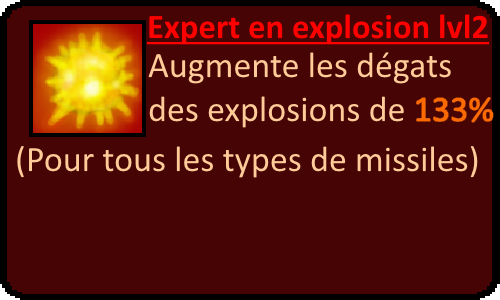 Expert en explosion lvl2
Augmente les dégats
des explosions de 133%
(Pour tous les types de missiles)